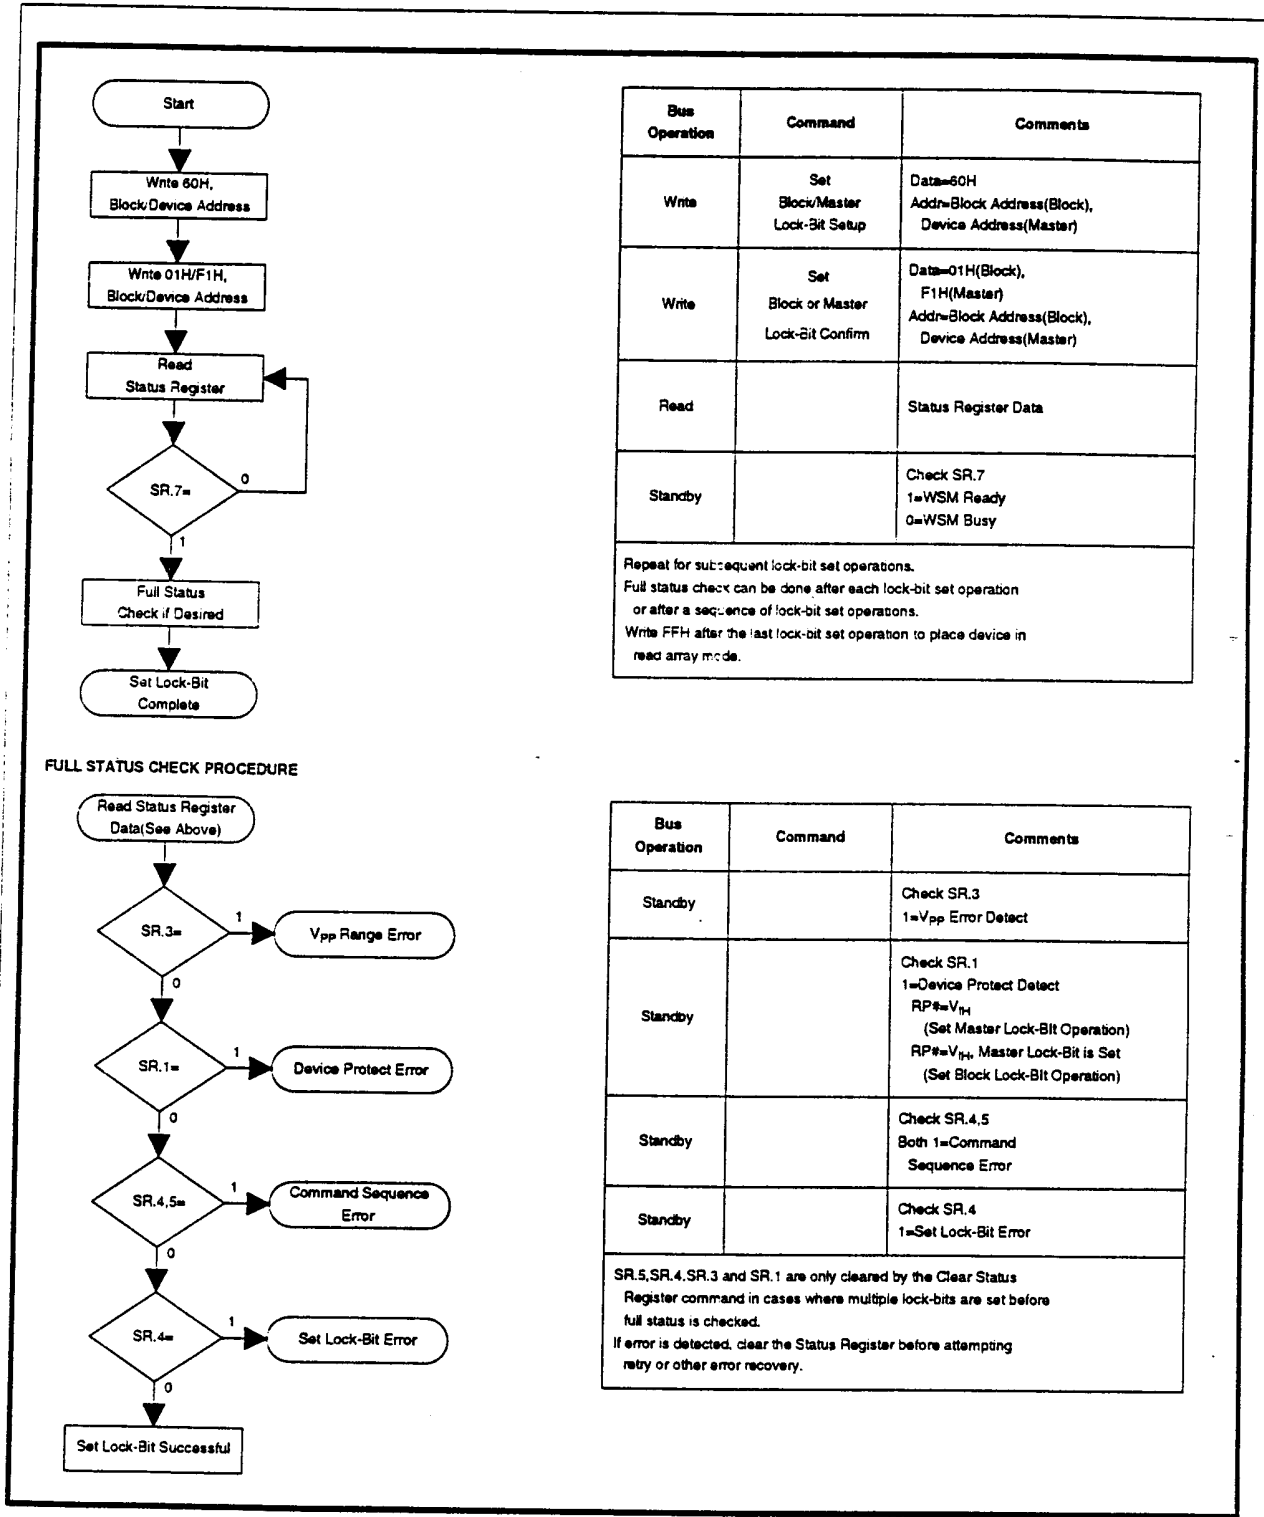 Start
Write 60H,
Block/Device Address
Write 01H/F1H,
Block/Device Address
Read
Status Register
SR.7=
0
1
Full Status
Check if Desired
Set Lock-Bit
Complete
Bus
Operation
Command
Comments
Write
Set
Block/Master
Lock-Bit Setup
Data=60H
Addr=Block Address(Block),
Device Address(Master)
Write
Set
Block or Master
Lock-Bit Confirm
Data=01H(Block),
F1H(Master)
Addr=Block Address(Block),
Device Address(Master)
Read
Status Register Data
Standby
Check SR.7
1=WSM Ready
0=WSM Busy
Repeat for subsequent lock-bit set operations.
Full status check can be done after each lock-bit set operation
or after a sequence of lock-bit set operations.
Write FFH after the last lock-bit set operation to place device in
read array mode.
FULL STATUS CHECK PROCEDURE
Read Status Register
Data(See Above)
SR.3=
1
VPP Range Error
0
SR.1=
1
Device Protect Error
0
SR.4,5=
1
Command Sequence
Error
0
SR.4=
1
Set Lock-Bit Error
0
Set Lock-Bit Successful
Bus
Operation
Command
Comments
Standby
Check SR.3
1=VPP Error Detect
Standby
Check SR.1
1=Device Protect Detect
RP#=VIH
(Set Master Lock-Bit Operation)
RP#=VIH, Master Lock-Bit is Set
(Set Block Lock-Bit Operation)
Standby
Check SR.4,5
Both 1=Command
Sequence Error
Standby
Check SR.4
1=Set Lock-Bit Error
SR.5,SR.4,SR.3 and SR.1 are only cleared by the Clear Status
Register command in cases where multiple lock-bits are set before
full status is checked.
If error is detected, clear the Status Register before attempting
retry or other error recovery.